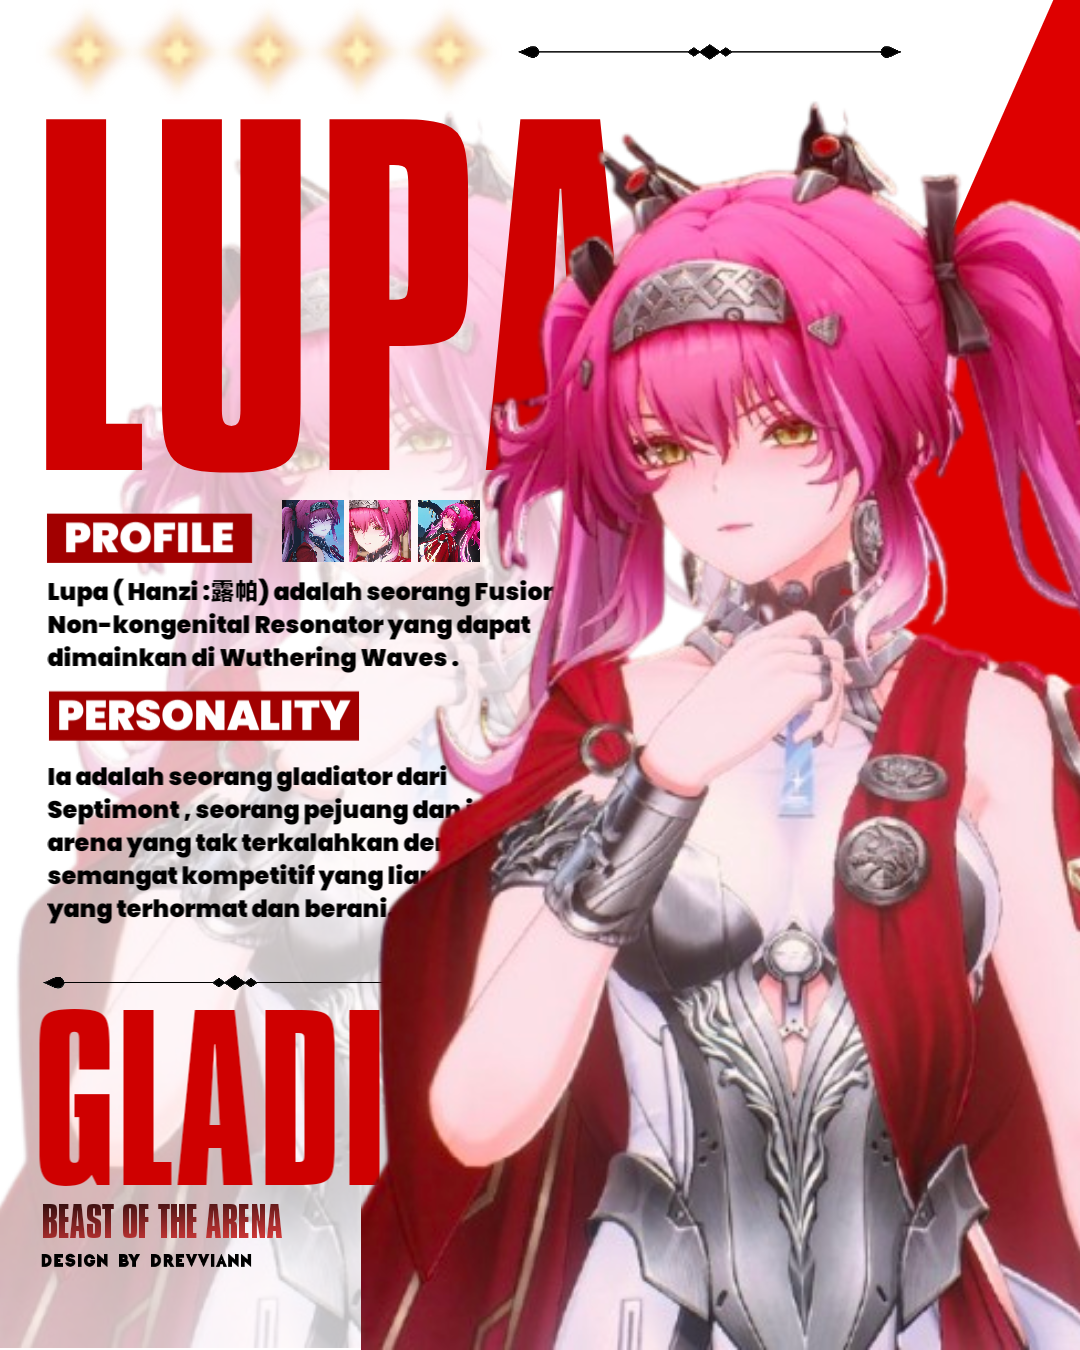 LUPA
PROFILE
Lupa ( Hanzi :露帕) adalah seorang Fusion
Non-kongenital Resonator yang dapat
dimainkan di Wuthering Waves .
PERSONALITY
Ia adalah seorang gladiator dari
Septimont , seorang pejuang dan
arena yang tak terkalahkan
semangat kompetitif yang liar
yang terhormat dan berani.
GLADI
BEAST OF THE ARENA
DESIGN BY DREVVIANN